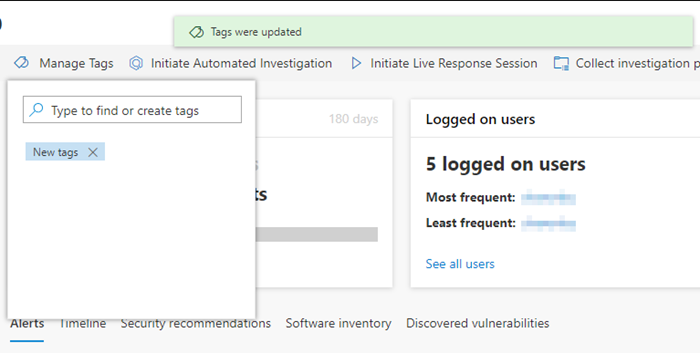 Tags were updated
Manage Tags Initiate Automated Investigation Initiate Live Response Session Collect investigation p
Type to find or create tags
New tags
180 days
ts
Logged on users
5 logged on users
Most frequent:
Least frequent:
See all users
Alerts Timeline Security recommendations Software inventory Discovered vulnerabilities